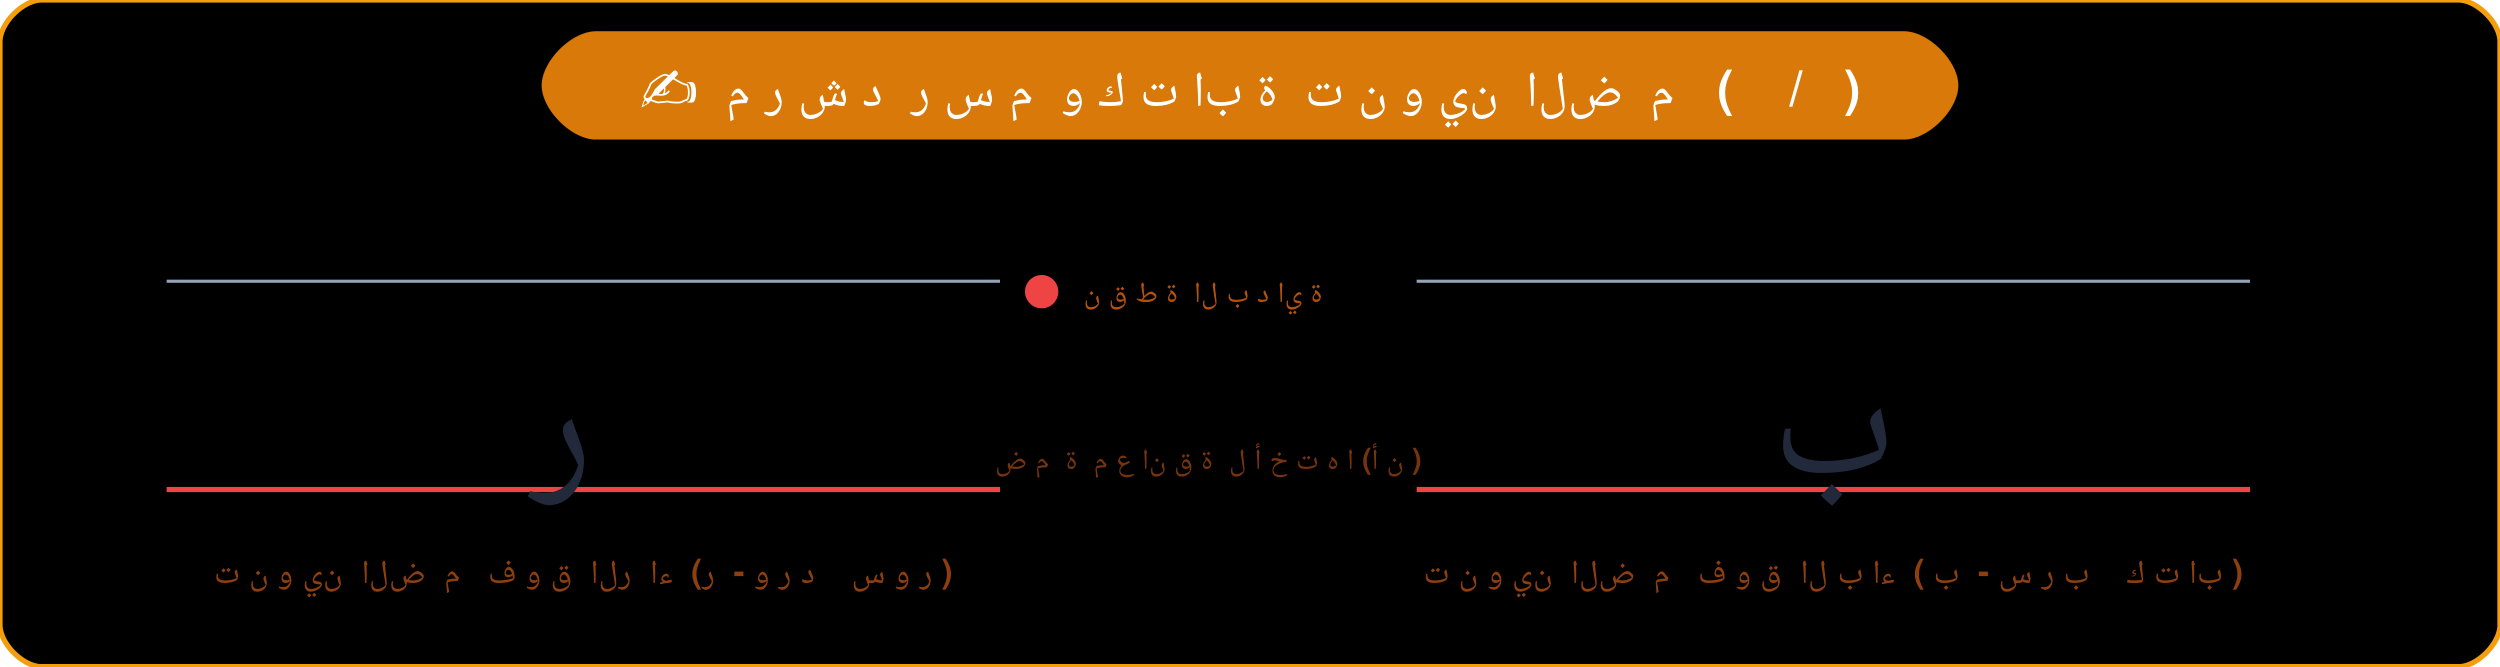 ✍ مرشد رسم وكتابة تنوين الضم ( / )
نقطة البداية
ر
ب
ضمة معانقة لأختها (أن )
تنوين الضم فوق الراء (ر - ورد سور)
تنوين الضم فوق الباء (ب - سرب كتاب)